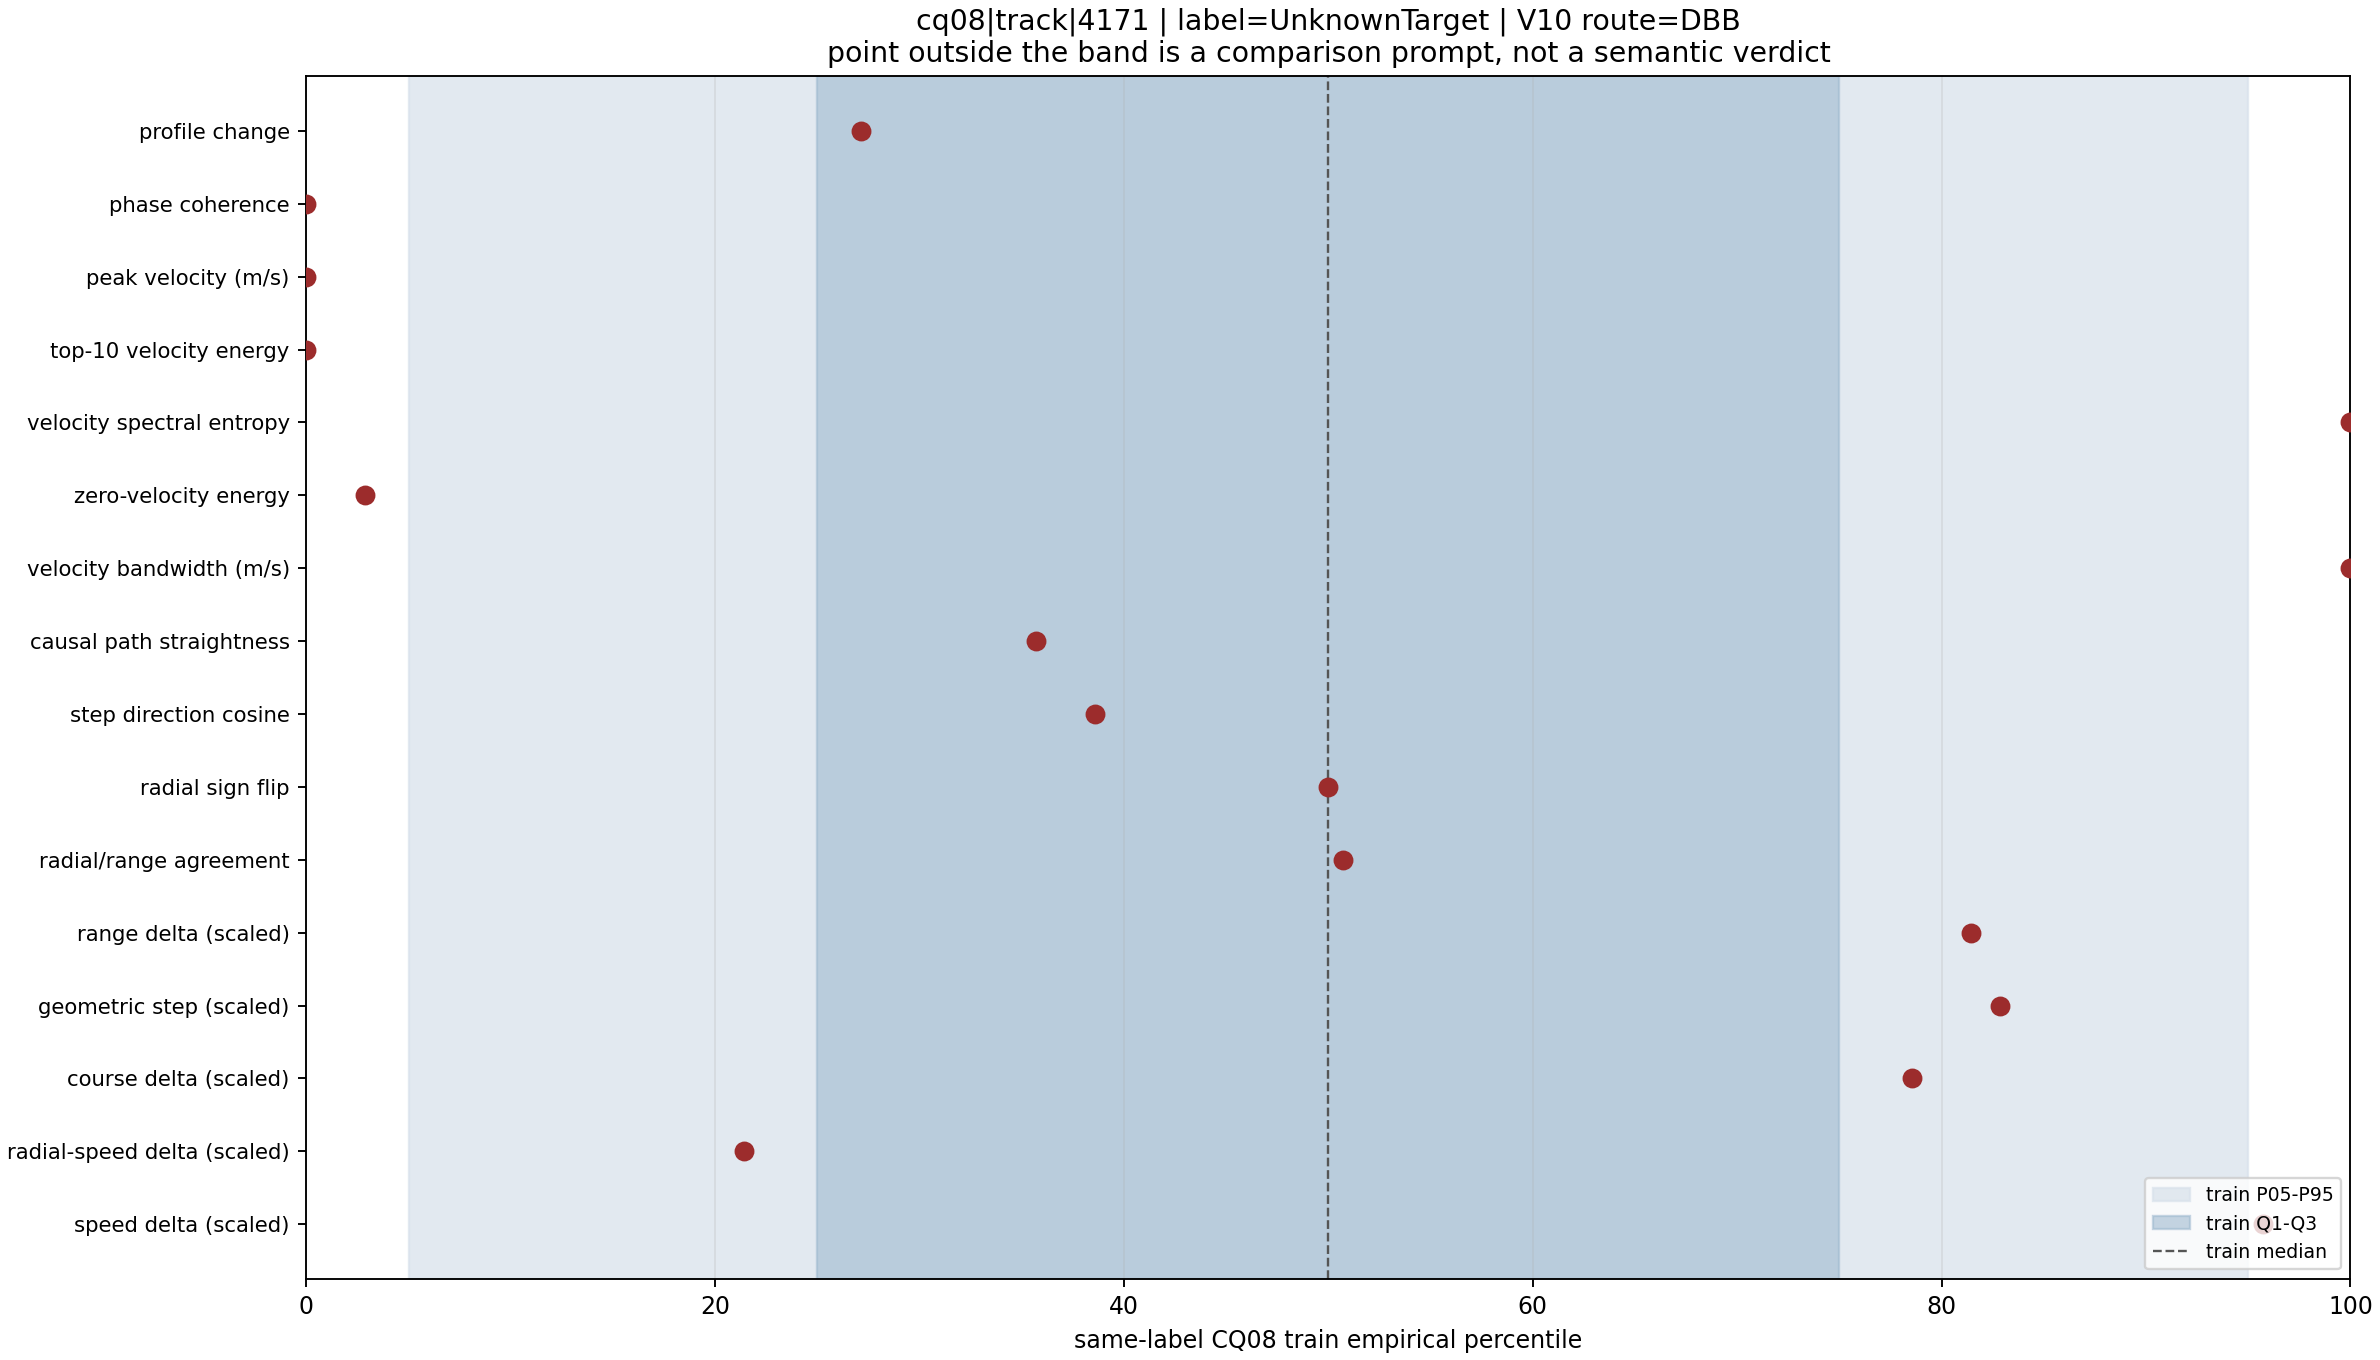 cq08|track|4171 | label=UnknownTarget | V10 route=DBB
point outside the band is a comparison prompt, not a semantic verdict
profile change
phase coherence
peak velocity (m/s)
top-10 velocity energy
velocity spectral entropy
zero-velocity energy
velocity bandwidth (m/s)
causal path straightness
step direction cosine
radial sign flip
radial/range agreement
range delta (scaled)
geometric step (scaled)
course delta (scaled)
radial-speed delta (scaled)
speed delta (scaled)
train P05-P95
train Q1-Q3
train median
0 20 40 60 80 100
same-label CQ08 train empirical percentile